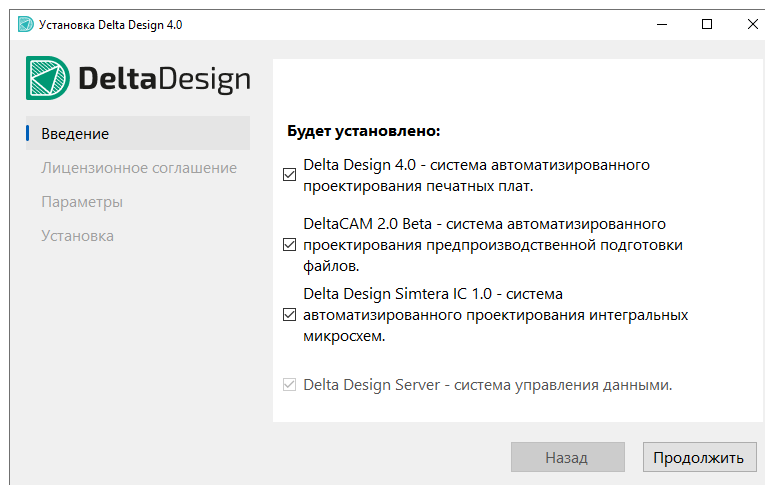 Установка Delta Design 4.0
DeltaDesign
Введение
Лицензионное соглашение
Параметры
Установка
Будет установлено:
Delta Design 4.0 - система автоматизированного
проектирования печатных плат.
DeltaCAM 2.0 Beta - система автоматизированного
проектирования предпроизводственной подготовки
файлов.
Delta Design Simtera IC 1.0 - система
автоматизированного проектирования интегральных
микросхем.
Delta Design Server - система управления данными.
Назад
Продолжить